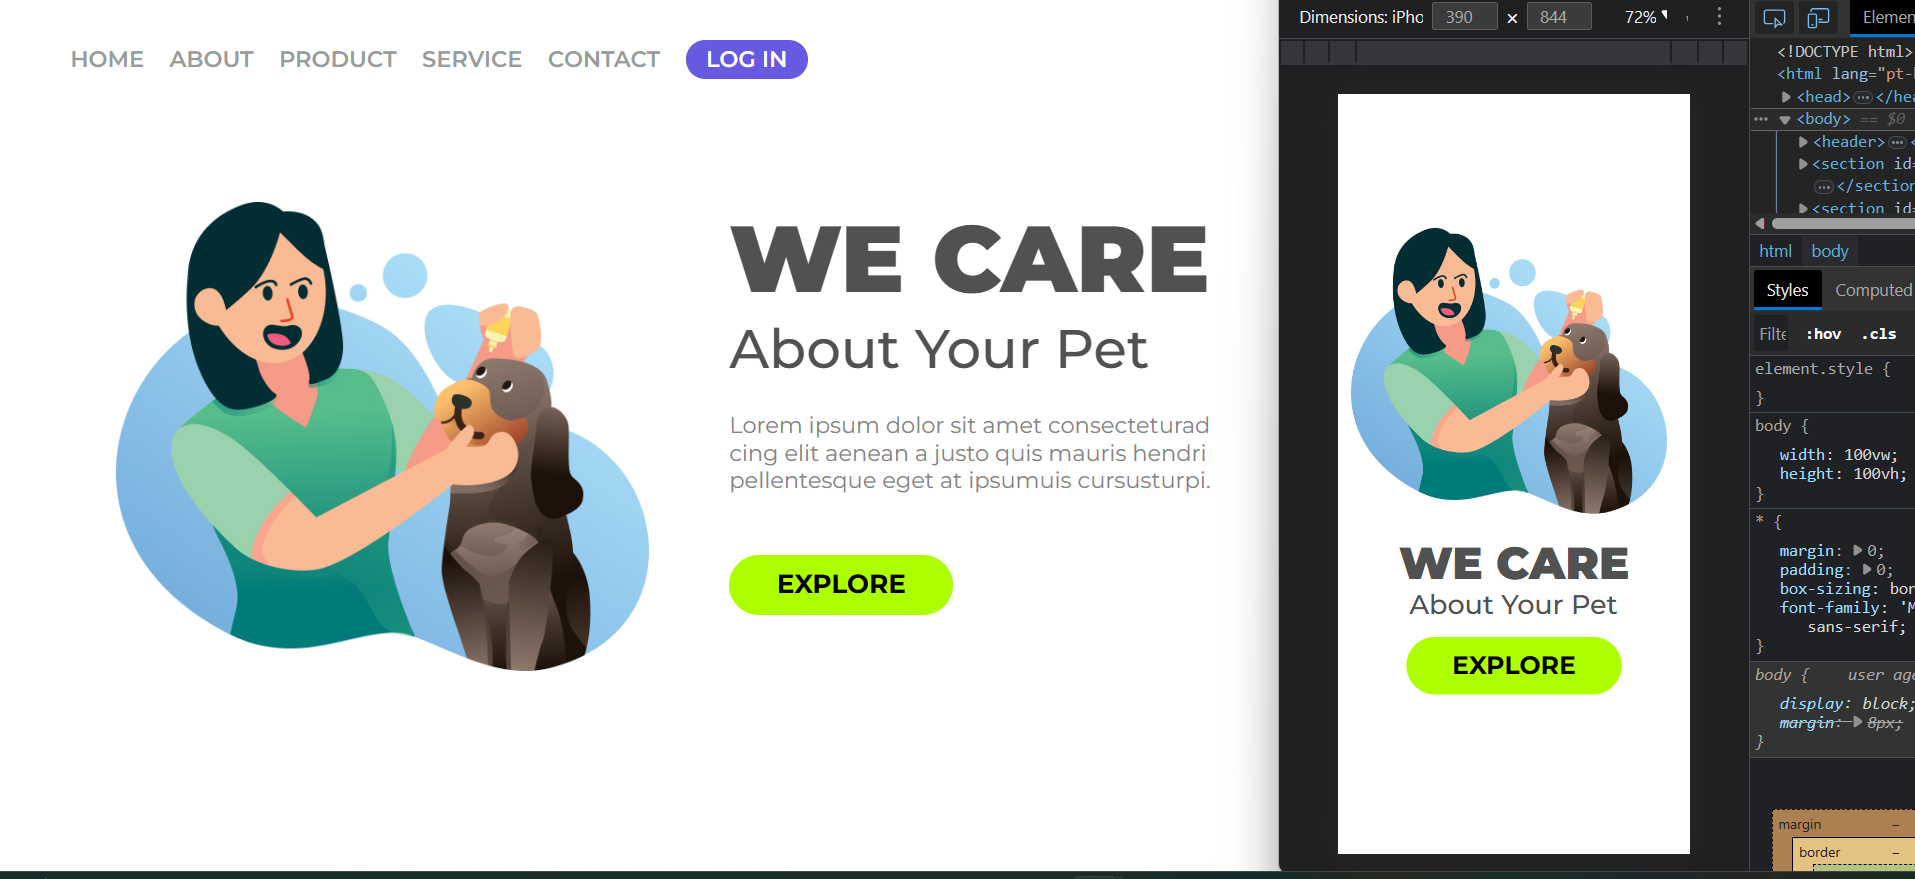 HOME ABOUT PRODUCT SERVICE CONTACT LOG IN
WE CARE
About Your Pet
Lorem ipsum dolor sit amet consecteturad
cing elit aenean a justo quis mauris hendri
pellentesque eget at ipsumuis cursusturpi.
EXPLORE
Dimensions: iPho 390 × 844 72%
WE CARE
About Your Pet
EXPLORE
Elemen
<!DOCTYPE html>
<html lang="pt-
<head> ··· </hea
··· <body> == $0
<header> ··· <
<section id=
··· </section
<section id=
html body
Styles Computed
Filte :hov .cls
element.style {
}
body {
width: 100vw;
height: 100vh;
}
* {
margin: 0;
padding: 0;
box-sizing: bor
font-family: 'M
sans-serif;
}
body { user age
display: block;
margin: 8px;
}
margin –
border –